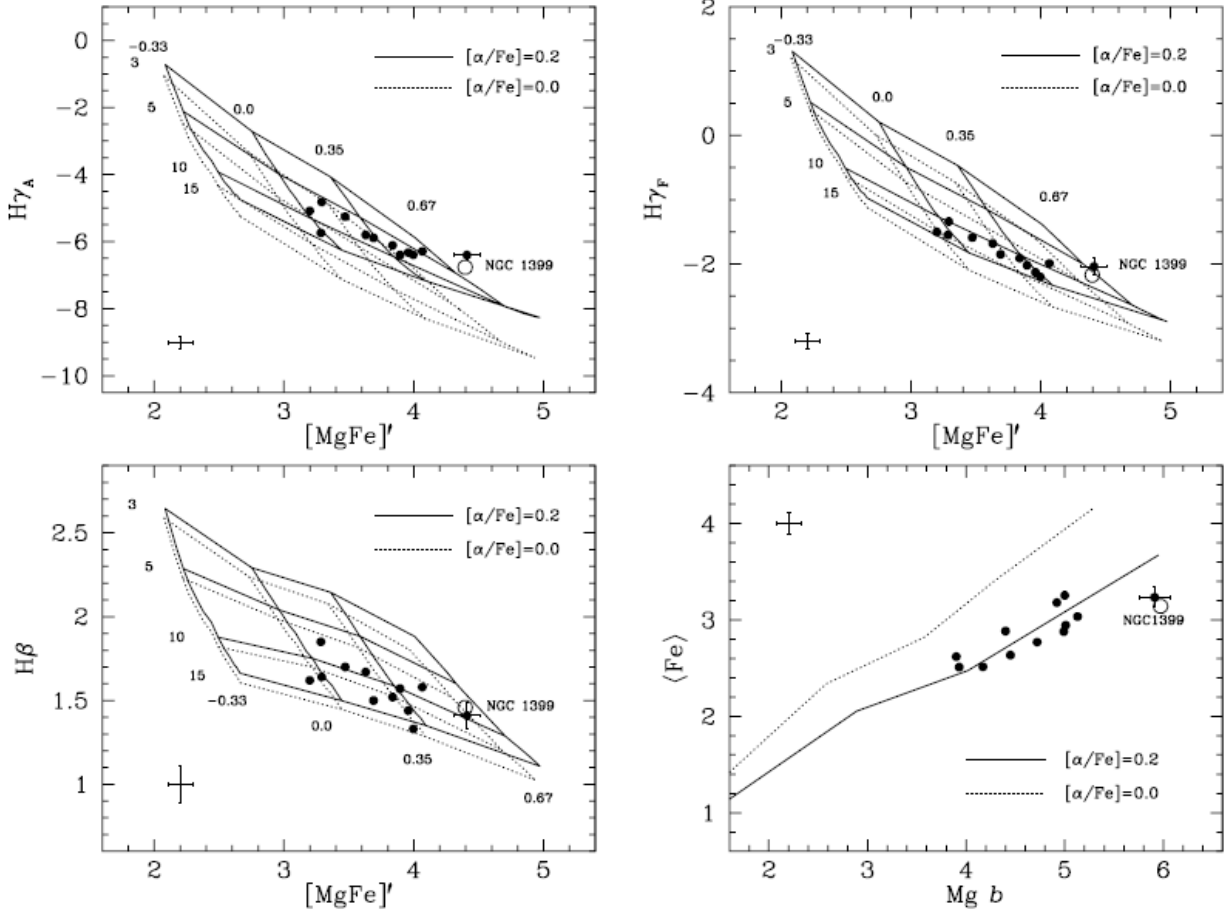 0
−2
−4
−6
−8
−10
HγA
−0.33
3
5
10
15
0.0
0.35
0.67
[α/Fe]=0.2
[α/Fe]=0.0
NGC 1399
2 3 4 5
[MgFe]′
2
0
−2
−4
HγF
−0.33
3
5
10
15
0.0
0.35
0.67
[α/Fe]=0.2
[α/Fe]=0.0
NGC 1399
2 3 4 5
[MgFe]′
2.5
2
1.5
1
Hβ
3
5
10
15
−0.33
0.0
0.35
0.67
[α/Fe]=0.2
[α/Fe]=0.0
NGC 1399
2 3 4 5
[MgFe]′
4
3
2
1
⟨Fe⟩
NGC1399
[α/Fe]=0.2
[α/Fe]=0.0
2 3 4 5 6
Mg b